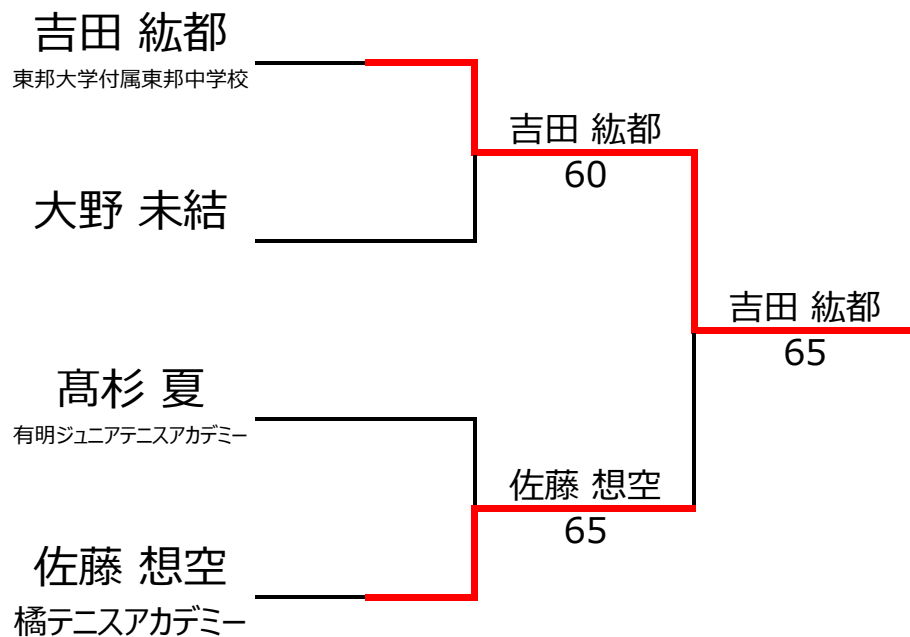 吉田 紘都
東邦大学付属東邦中学校
吉田 紘都
60
大野 未結
吉田 紘都
65
髙杉 夏
有明ジュニアテニスアカデミー
佐藤 想空
65
佐藤 想空
橘テニスアカデミー